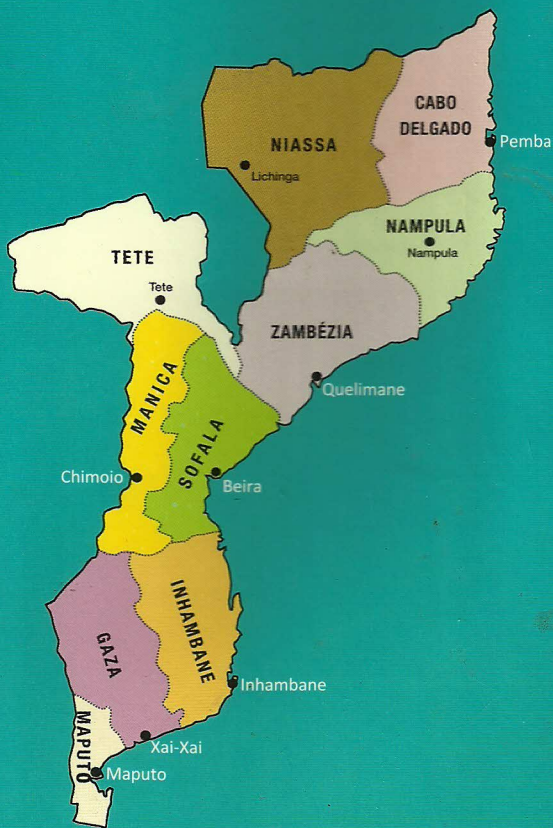 CABO
DELGADO
Pemba
NIASSA
Lichinga
NAMPULA
Nampula
TETE
Tete
ZAMBÉZIA
Quelimane
MANICA
SOFALA
Chimoio
Beira
INHAMBANE
GAZA
Inhambane
MAPUTO
Xai-Xai
Maputo